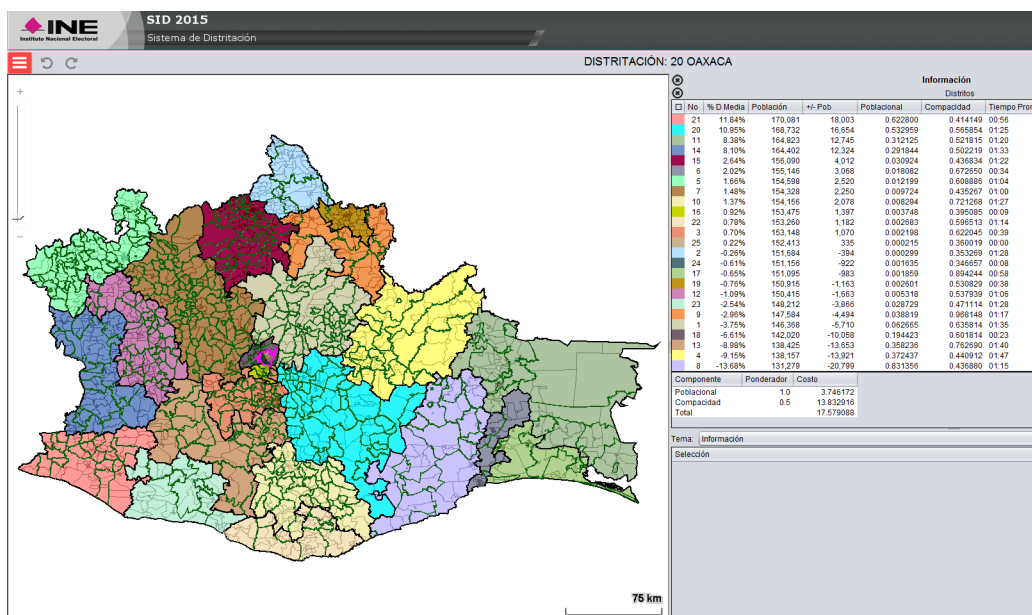 INE
Instituto Nacional Electoral
SID 2015
Sistema de Distritación
DISTRITACIÓN: 20 OAXACA
Información
Distritos
No % D Media Población +/- Pob Poblacional Compacidad Tiempo Pro
21 11.84% 170,081 18,003 0.622800 0.414149 00:56
20 10.95% 168,732 16,654 0.532959 0.565854 01:25
11 8.38% 164,823 12,745 0.312125 0.521815 01:20
14 8.10% 164,402 12,324 0.291844 0.502219 01:33
15 2.64% 156,090 4,012 0.030924 0.436834 01:22
6 2.02% 155,146 3,068 0.018082 0.672650 00:34
5 1.66% 154,598 2,520 0.012199 0.608886 01:04
7 1.48% 154,328 2,250 0.009724 0.435267 01:00
10 1.37% 154,156 2,078 0.008294 0.721268 01:27
16 0.92% 153,475 1,397 0.003748 0.395085 00:09
22 0.78% 153,260 1,182 0.002683 0.596513 01:14
3 0.70% 153,148 1,070 0.002198 0.622045 00:39
25 0.22% 152,413 335 0.000215 0.360019 00:00
2 -0.26% 151,684 -394 0.000299 0.353269 01:28
24 -0.61% 151,156 -922 0.001635 0.346657 00:08
17 -0.65% 151,095 -983 0.001859 0.894244 00:58
19 -0.76% 150,915 -1,163 0.002601 0.530829 00:38
12 -1.09% 150,415 -1,663 0.005318 0.537939 01:06
23 -2.54% 148,212 -3,866 0.028729 0.471114 01:28
9 -2.96% 147,584 -4,494 0.038819 0.968148 01:17
1 -3.75% 146,368 -5,710 0.062665 0.635814 01:35
18 -6.61% 142,020 -10,058 0.194423 0.601814 00:23
13 -8.98% 138,425 -13,653 0.358236 0.762690 01:40
4 -9.15% 138,157 -13,921 0.372437 0.440912 01:47
8 -13.68% 131,279 -20,799 0.831356 0.436880 01:15
Componente Ponderador Costo
Poblacional 1.0 3.746172
Compacidad 0.5 13.832916
Total 17.579088
Tema: Información
Selección
75 km